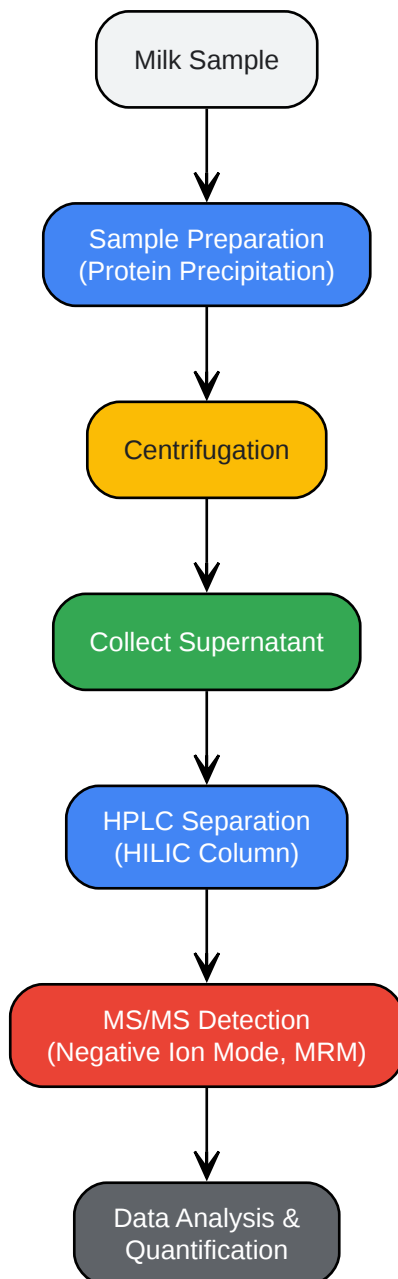 Milk Sample
Sample Preparation
(Protein Precipitation)
Centrifugation
Collect Supernatant
HPLC Separation
(HILIC Column)
MS/MS Detection
(Negative Ion Mode, MRM)
Data Analysis &
Quantification